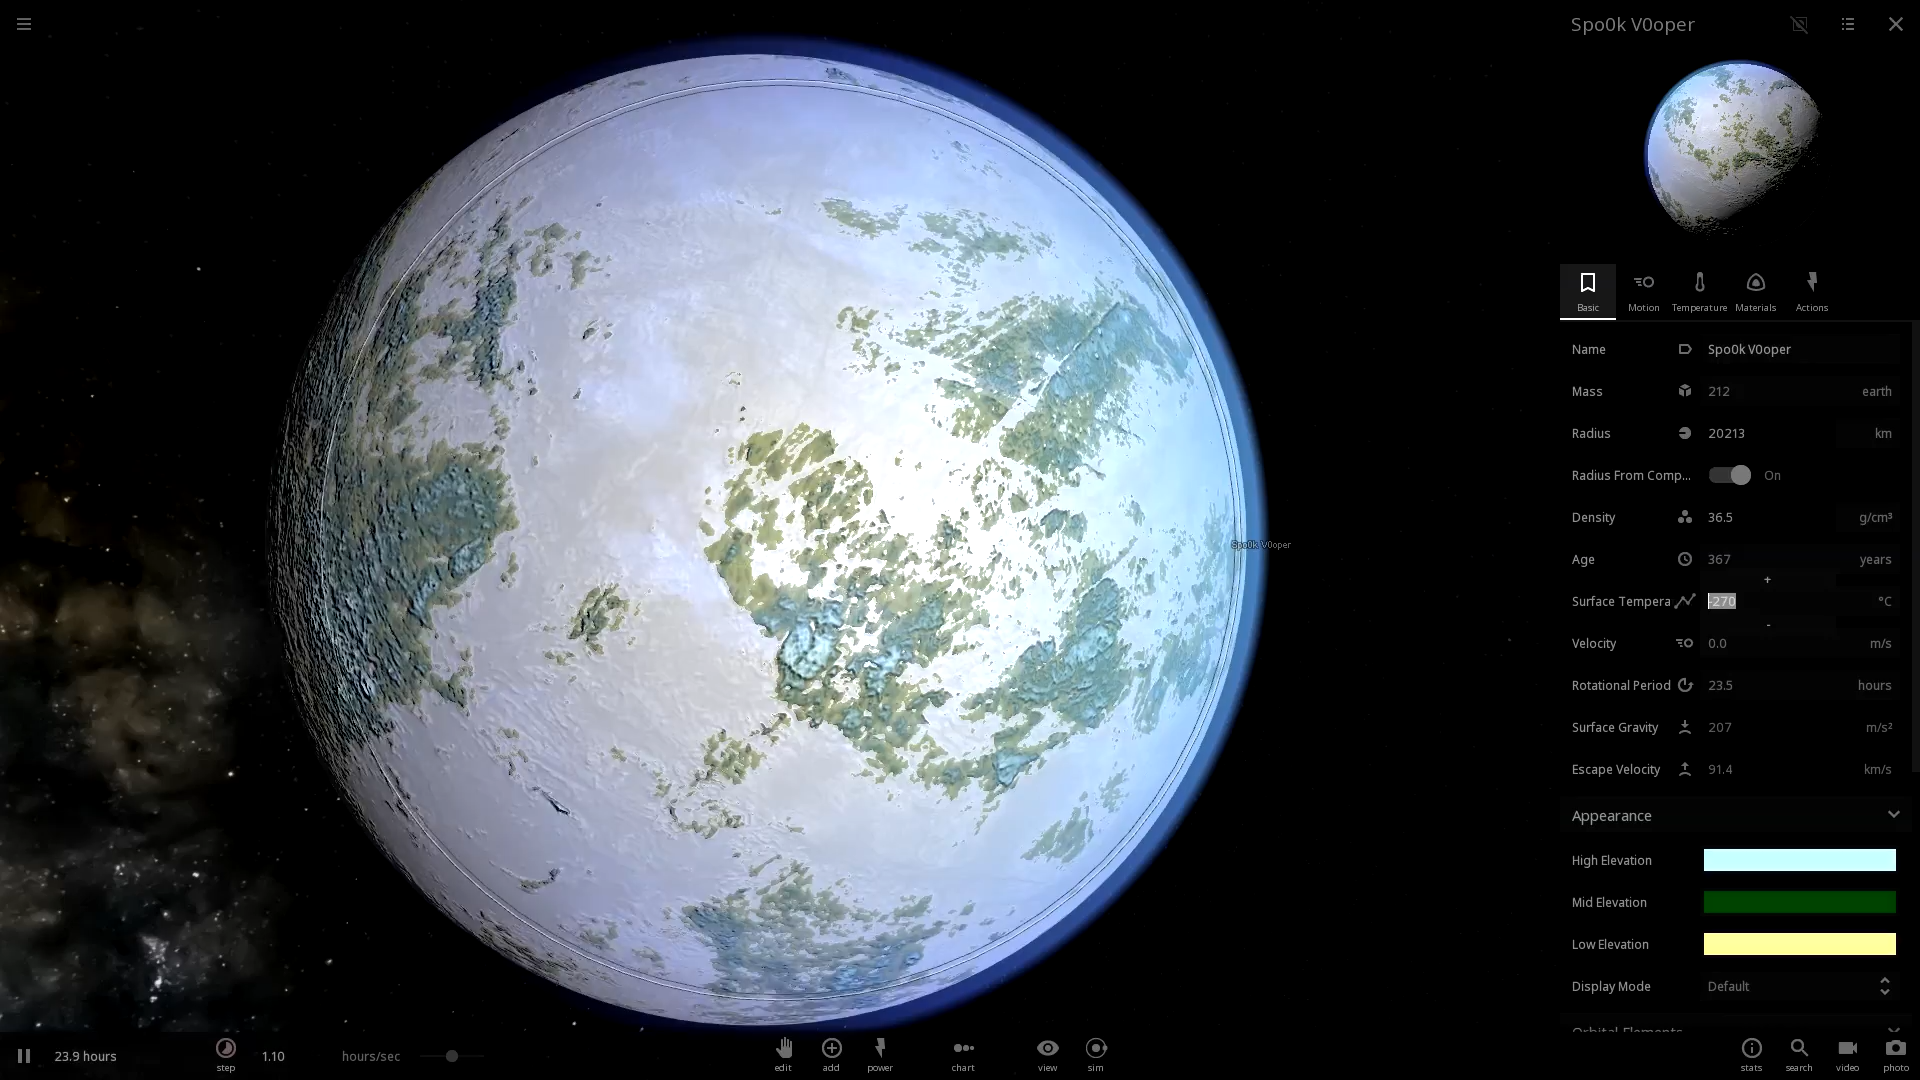 Spo0k V0oper
Basic
Motion
Temperature
Materials
Actions
Name
Spo0k V0oper
Mass
212
earth
Radius
20213
km
Radius From Comp...
On
Density
36.5
g/cm³
Age
367
years
+
Surface Tempera
-270
°C
-
Velocity
0.0
m/s
Rotational Period
23.5
hours
Surface Gravity
207
m/s²
Escape Velocity
91.4
km/s
Appearance
High Elevation
Mid Elevation
Low Elevation
Display Mode
Default
Orbital Elements
Spo0k V0oper
23.9 hours
step
1.10
hours/sec
edit
add
power
chart
view
sim
stats
search
video
photo